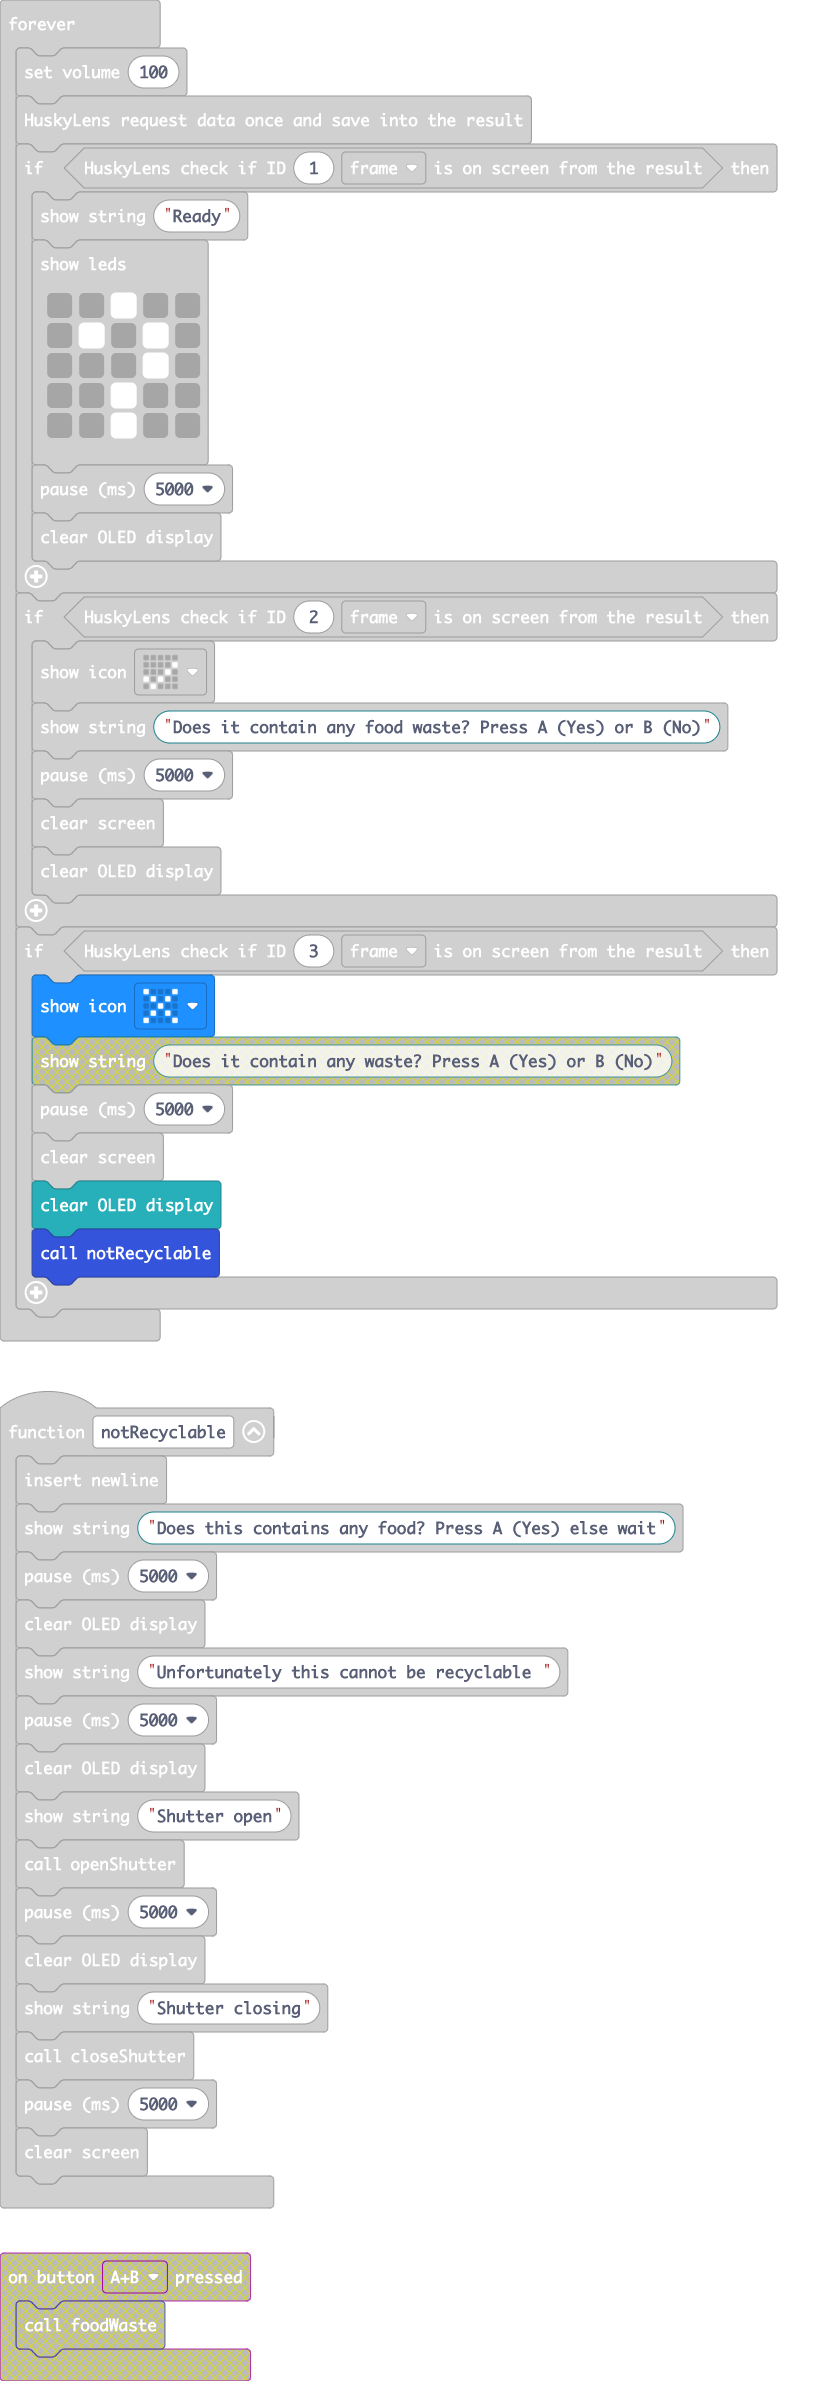 forever
set volume 100
HuskyLens request data once and save into the result
if HuskyLens check if ID 1 frame is on screen from the result then
show string "Ready"
show leds
pause (ms) 5000
clear OLED display
if HuskyLens check if ID 2 frame is on screen from the result then
show icon
show string "Does it contain any food waste? Press A (Yes) or B (No)"
pause (ms) 5000
clear screen
clear OLED display
if HuskyLens check if ID 3 frame is on screen from the result then
show icon
show string "Does it contain any waste? Press A (Yes) or B (No)"
pause (ms) 5000
clear screen
clear OLED display
call notRecyclable
function notRecyclable
insert newline
show string "Does this contains any food? Press A (Yes) else wait"
pause (ms) 5000
clear OLED display
show string "Unfortunately this cannot be recyclable "
pause (ms) 5000
clear OLED display
show string "Shutter open"
call openShutter
pause (ms) 5000
clear OLED display
show string "Shutter closing"
call closeShutter
pause (ms) 5000
clear screen
on button A+B pressed
call foodWaste